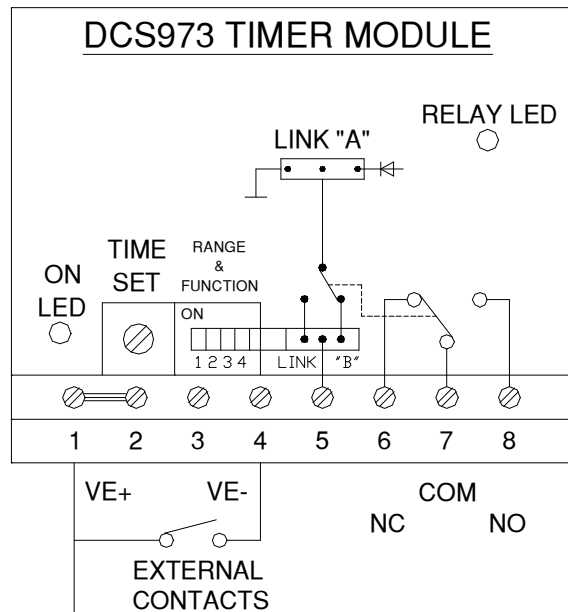 DCS973 TIMER MODULE
RELAY LED
LINK "A"
TIME
SET
RANGE
&
FUNCTION
ON
LED
ON
1 2 3 4
LINK "B"
1 2 3 4 5 6 7 8
VE+ VE-
COM
NC NO
EXTERNAL
CONTACTS